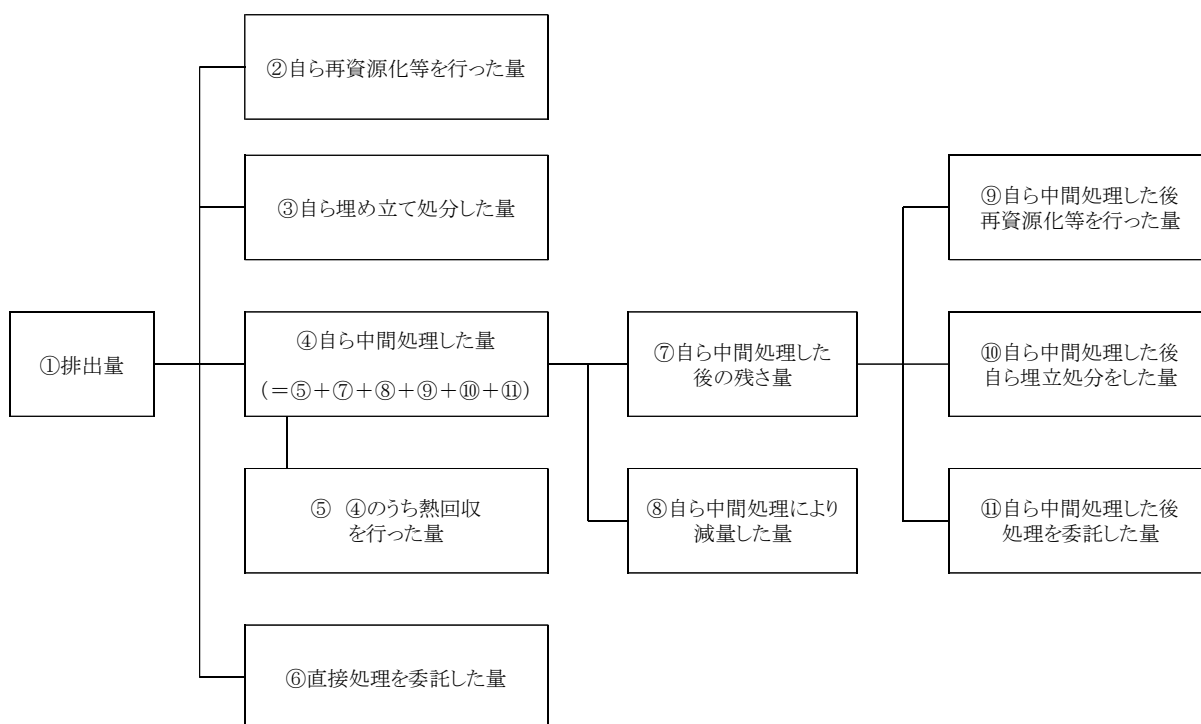 ②自ら再資源化等を行った量
③自ら埋め立て処分した量
⑨自ら中間処理した後
再資源化等を行った量
①排出量
④自ら中間処理した量
(=⑤+⑦+⑧+⑨+⑩+⑪)
⑦自ら中間処理した
後の残さ量
⑩自ら中間処理した後
自ら埋立処分をした量
⑤ ④のうち熱回収
を行った量
⑧自ら中間処理により
減量した量
⑪自ら中間処理した後
処理を委託した量
⑥直接処理を委託した量